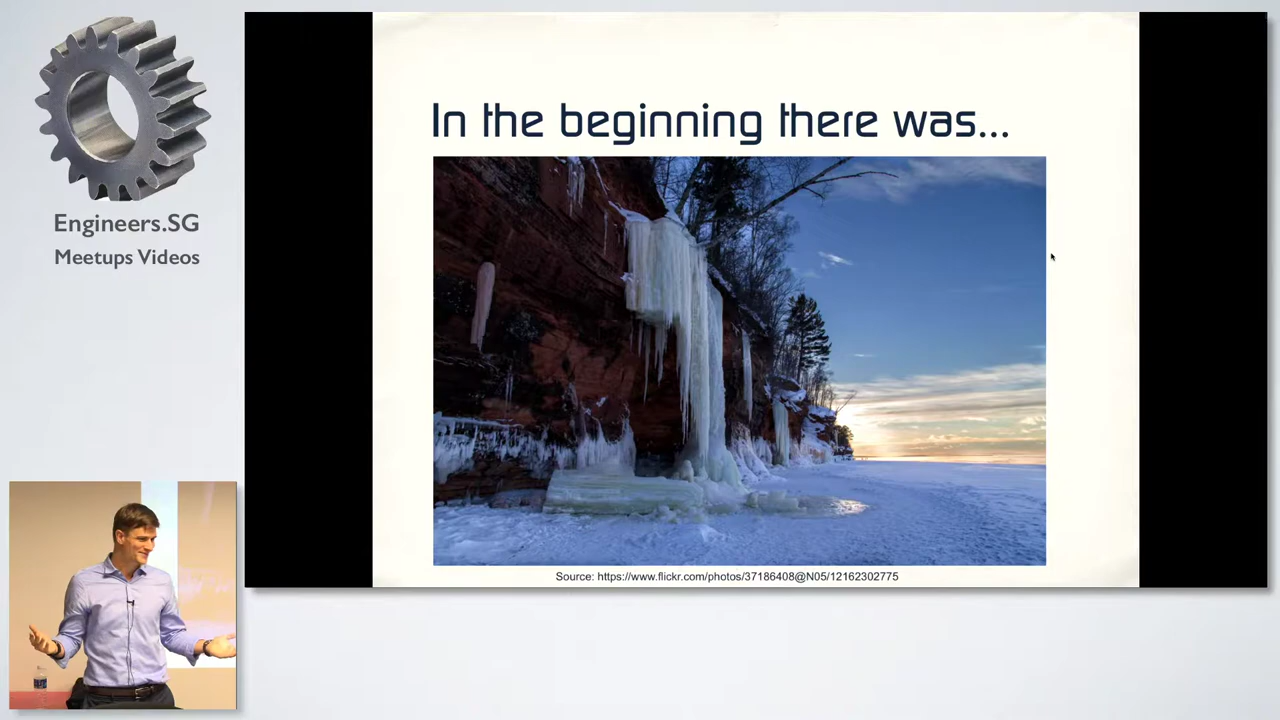 Engineers.SG
Meetups Videos
In the beginning there was...
Source: https://www.flickr.com/photos/37186408@N05/12162302775